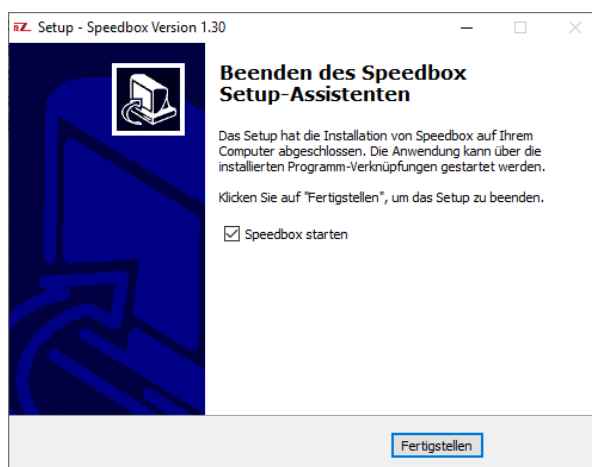 RZ Setup - Speedbox Version 1.30
Beenden des Speedbox
Setup-Assistenten
Das Setup hat die Installation von Speedbox auf Ihrem
Computer abgeschlossen. Die Anwendung kann über die
installierten Programm-Verknüpfungen gestartet werden.
Klicken Sie auf "Fertigstellen", um das Setup zu beenden.
Speedbox starten
Fertigstellen